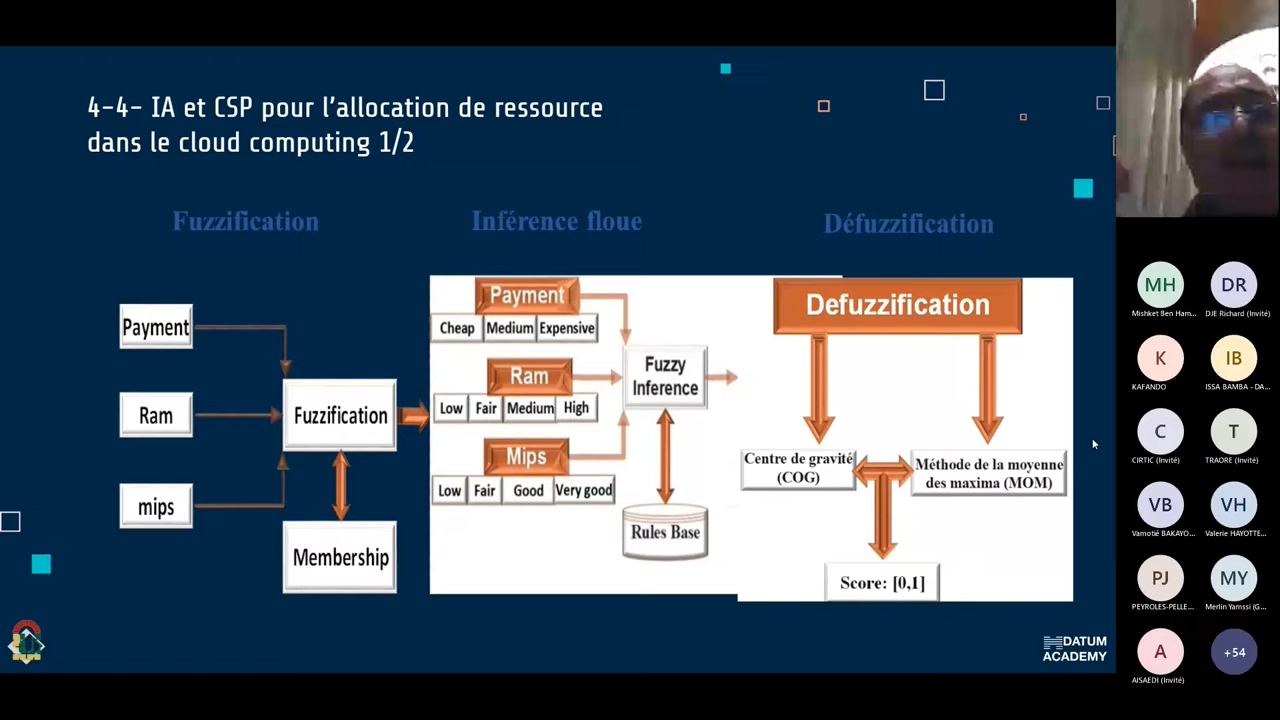 4-4- IA et CSP pour l'allocation de ressource
dans le cloud computing 1/2
Fuzzification
Inférence floue
Défuzzification
Payment
Ram
mips
Fuzzification
Membership
Payment
Cheap Medium Expensive
Ram
Low Fair Medium High
Mips
Low Fair Good Very good
Fuzzy
Inference
Rules Base
Defuzzification
Centre de gravité
(COG)
Méthode de la moyenne
des maxima (MOM)
Score: [0,1]
DATUM
ACADEMY
MH
Mishket Ben Ham...
DR
DJE Richard (Invité)
K
KAFANDO
IB
ISSA BAMBA - DA...
C
CIRTIC (Invité)
T
TRAORE (Invité)
VB
Vamotié BAKAYO...
VH
Valerie HAYOTTE...
PJ
PEYROLES-PELLE...
MY
Merlin Yamssi (G...
A
AISAEDI (Invité)
+54